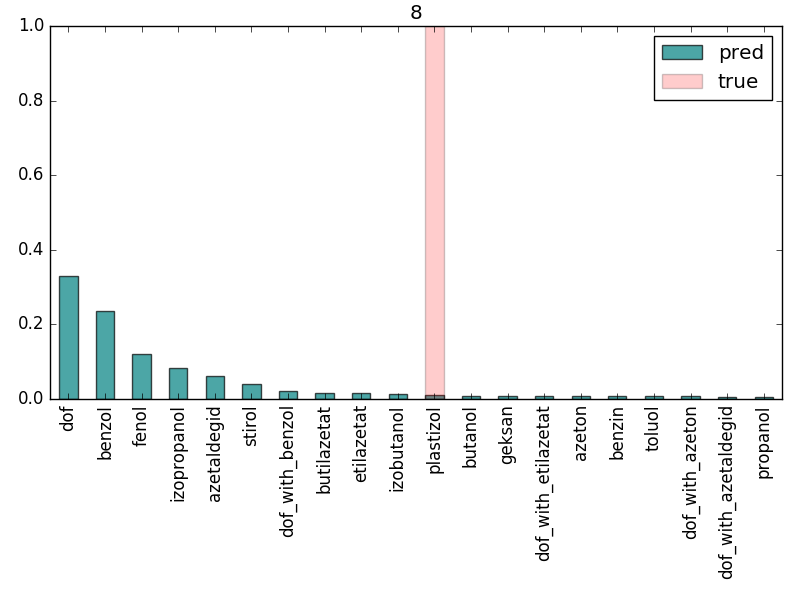 8
1.0
0.8
0.6
0.4
0.2
0.0
pred
true
dof
benzol
fenol
izopropanol
azetaldegid
stirol
dof_with_benzol
butilazetat
etilazetat
izobutanol
plastizol
butanol
geksan
dof_with_etilazetat
azeton
benzin
toluol
dof_with_azeton
dof_with_azetaldegid
propanol